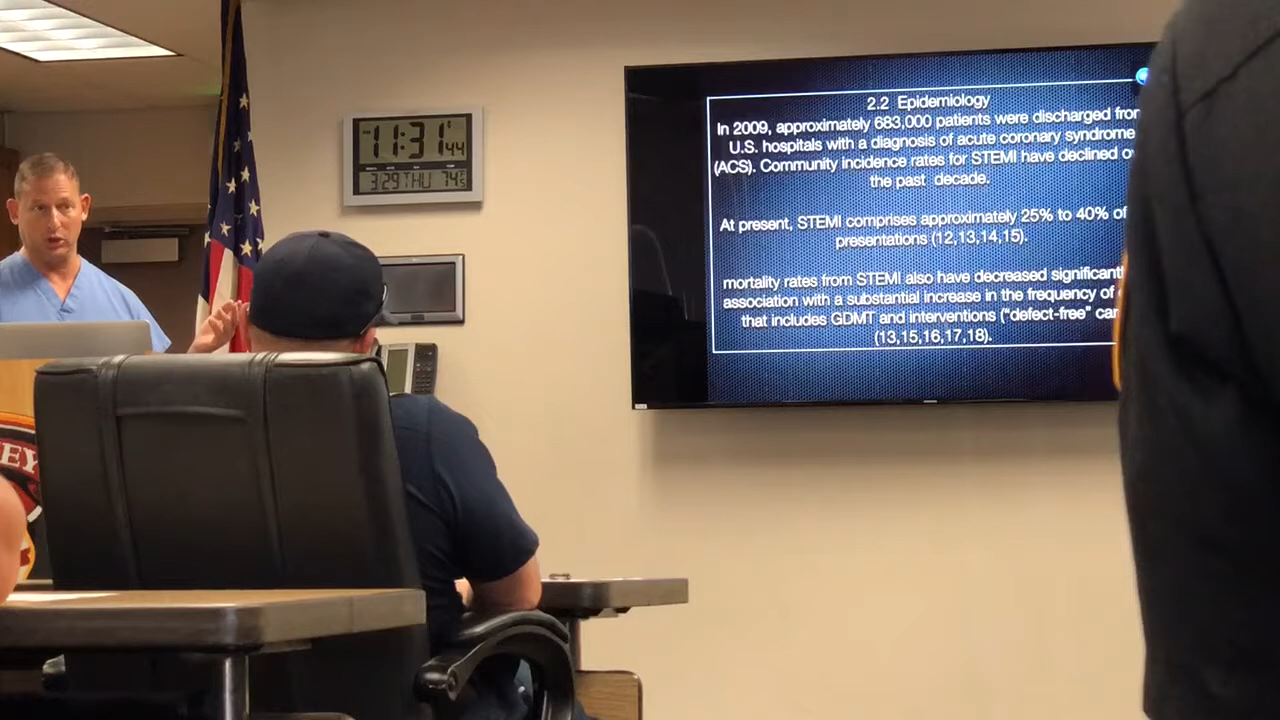 11:31 44
3/29 THU 74°F
2.2 Epidemiology
In 2009, approximately 683,000 patients were discharged from
U.S. hospitals with a diagnosis of acute coronary syndrome
(ACS). Community incidence rates for STEMI have declined
the past decade.
At present, STEMI comprises approximately 25% to 40% of
presentations (12,13,14,15).
mortality rates from STEMI also have decreased
association with a substantial increase in the frequency of
that includes GDMT and interventions ("defect-free"
(13,15,16,17,18).
EY